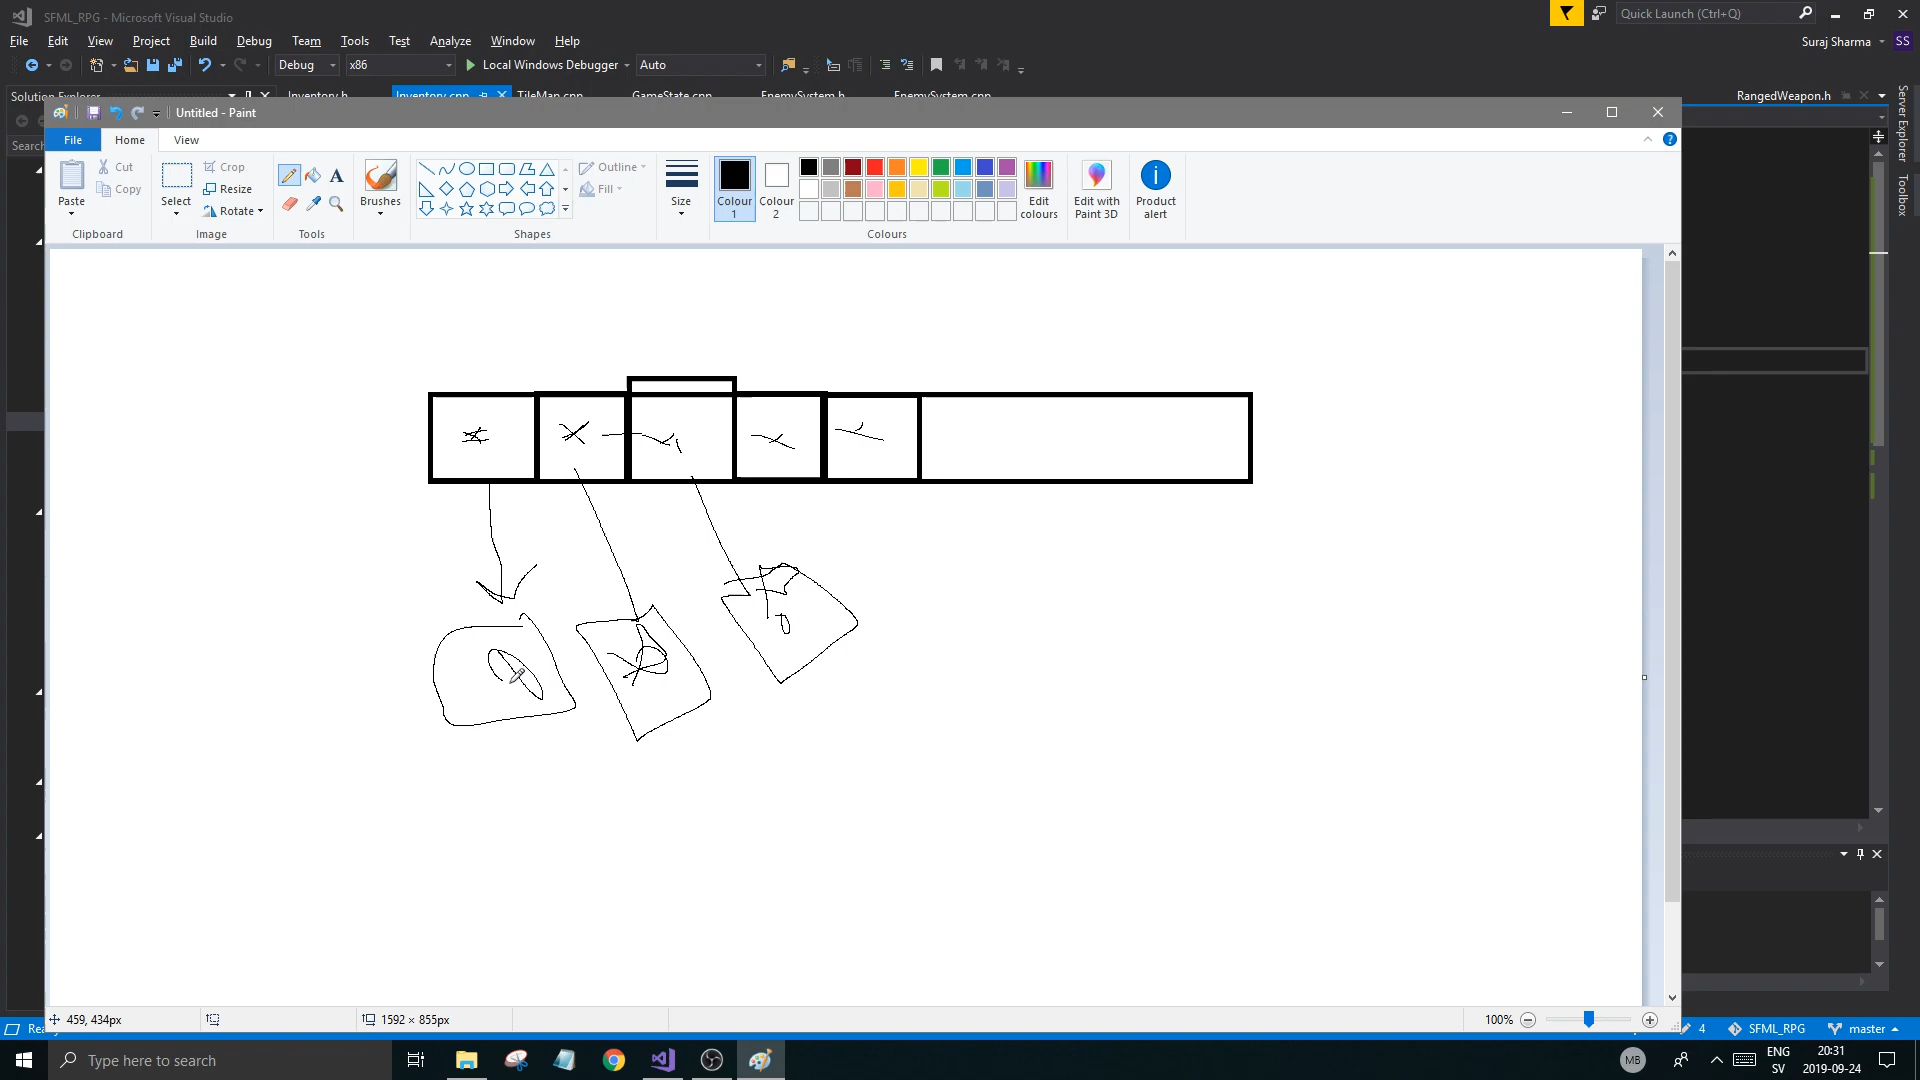 SFML_RPG - Microsoft Visual Studio
Quick Launch (Ctrl+Q)
File Edit View Project Build Debug Team Tools Test Analyze Window Help
Suraj Sharma SS
Debug x86 Local Windows Debugger Auto
Solution Explorer Inventory.h Inventory.cpp TileMap.cpp GameState.cpp EnemySystem.h EnemySystem.cpp RangedWeapon.h
Server Explorer
Toolbox
Search
Untitled - Paint
File Home View
Paste Cut Copy
Clipboard
Select Crop Resize Rotate
Image
A
Tools
Brushes
Outline Fill
Shapes
Size
Colour 1
Colour 2
Edit colours
Colours
Edit with Paint 3D
Product alert
459, 434px
1592 × 855px
100%
4 SFML_RPG master
Type here to search
MB
ENG
SV
20:31
2019-09-24